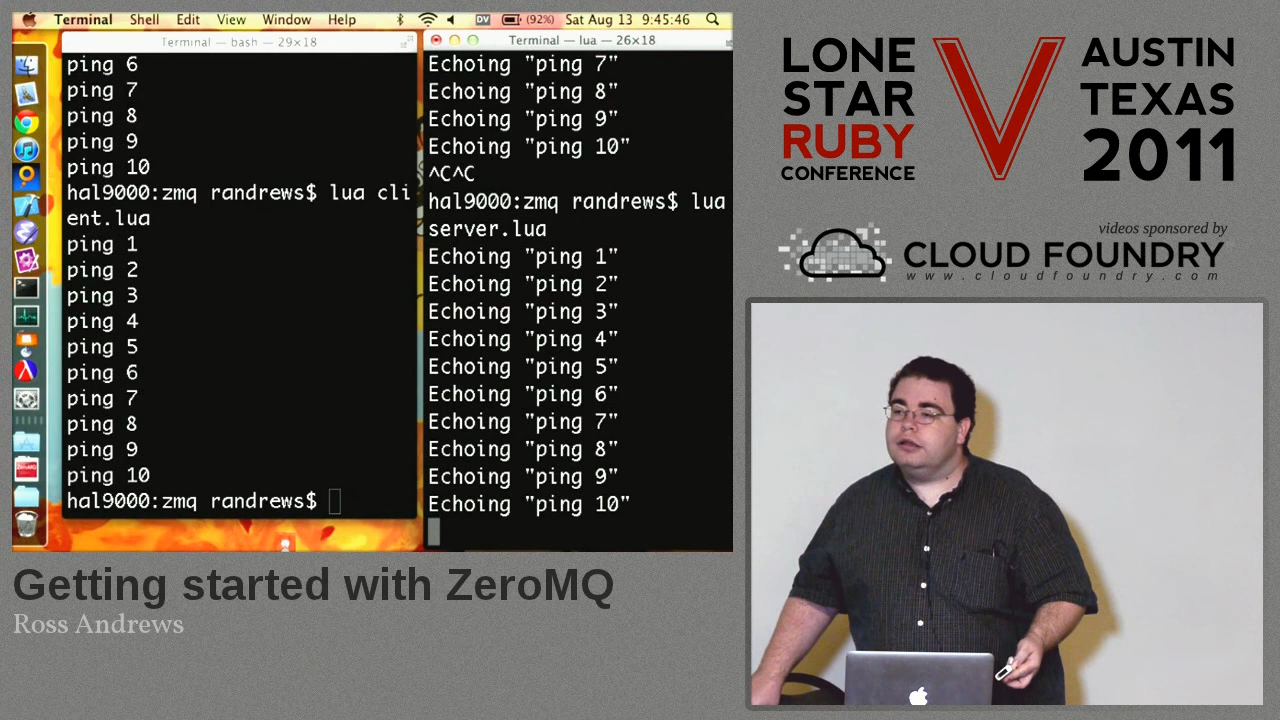 Terminal Shell Edit View Window Help DV (92%) Sat Aug 13 9:45:46
Terminal — bash — 29×18
ping 6
ping 7
ping 8
ping 9
ping 10
hal9000:zmq randrews$ lua cli
ent.lua
ping 1
ping 2
ping 3
ping 4
ping 5
ping 6
ping 7
ping 8
ping 9
ping 10
hal9000:zmq randrews$
Terminal — lua — 26×18
Echoing "ping 7"
Echoing "ping 8"
Echoing "ping 9"
Echoing "ping 10"
^C^C
hal9000:zmq randrews$ lua
server.lua
Echoing "ping 1"
Echoing "ping 2"
Echoing "ping 3"
Echoing "ping 4"
Echoing "ping 5"
Echoing "ping 6"
Echoing "ping 7"
Echoing "ping 8"
Echoing "ping 9"
Echoing "ping 10"
ZeroMQ
Getting started with ZeroMQ
Ross Andrews
LONE
STAR
RUBY
CONFERENCE
V
AUSTIN
TEXAS
2011
videos sponsored by
CLOUD FOUNDRY
www.cloudfoundry.com